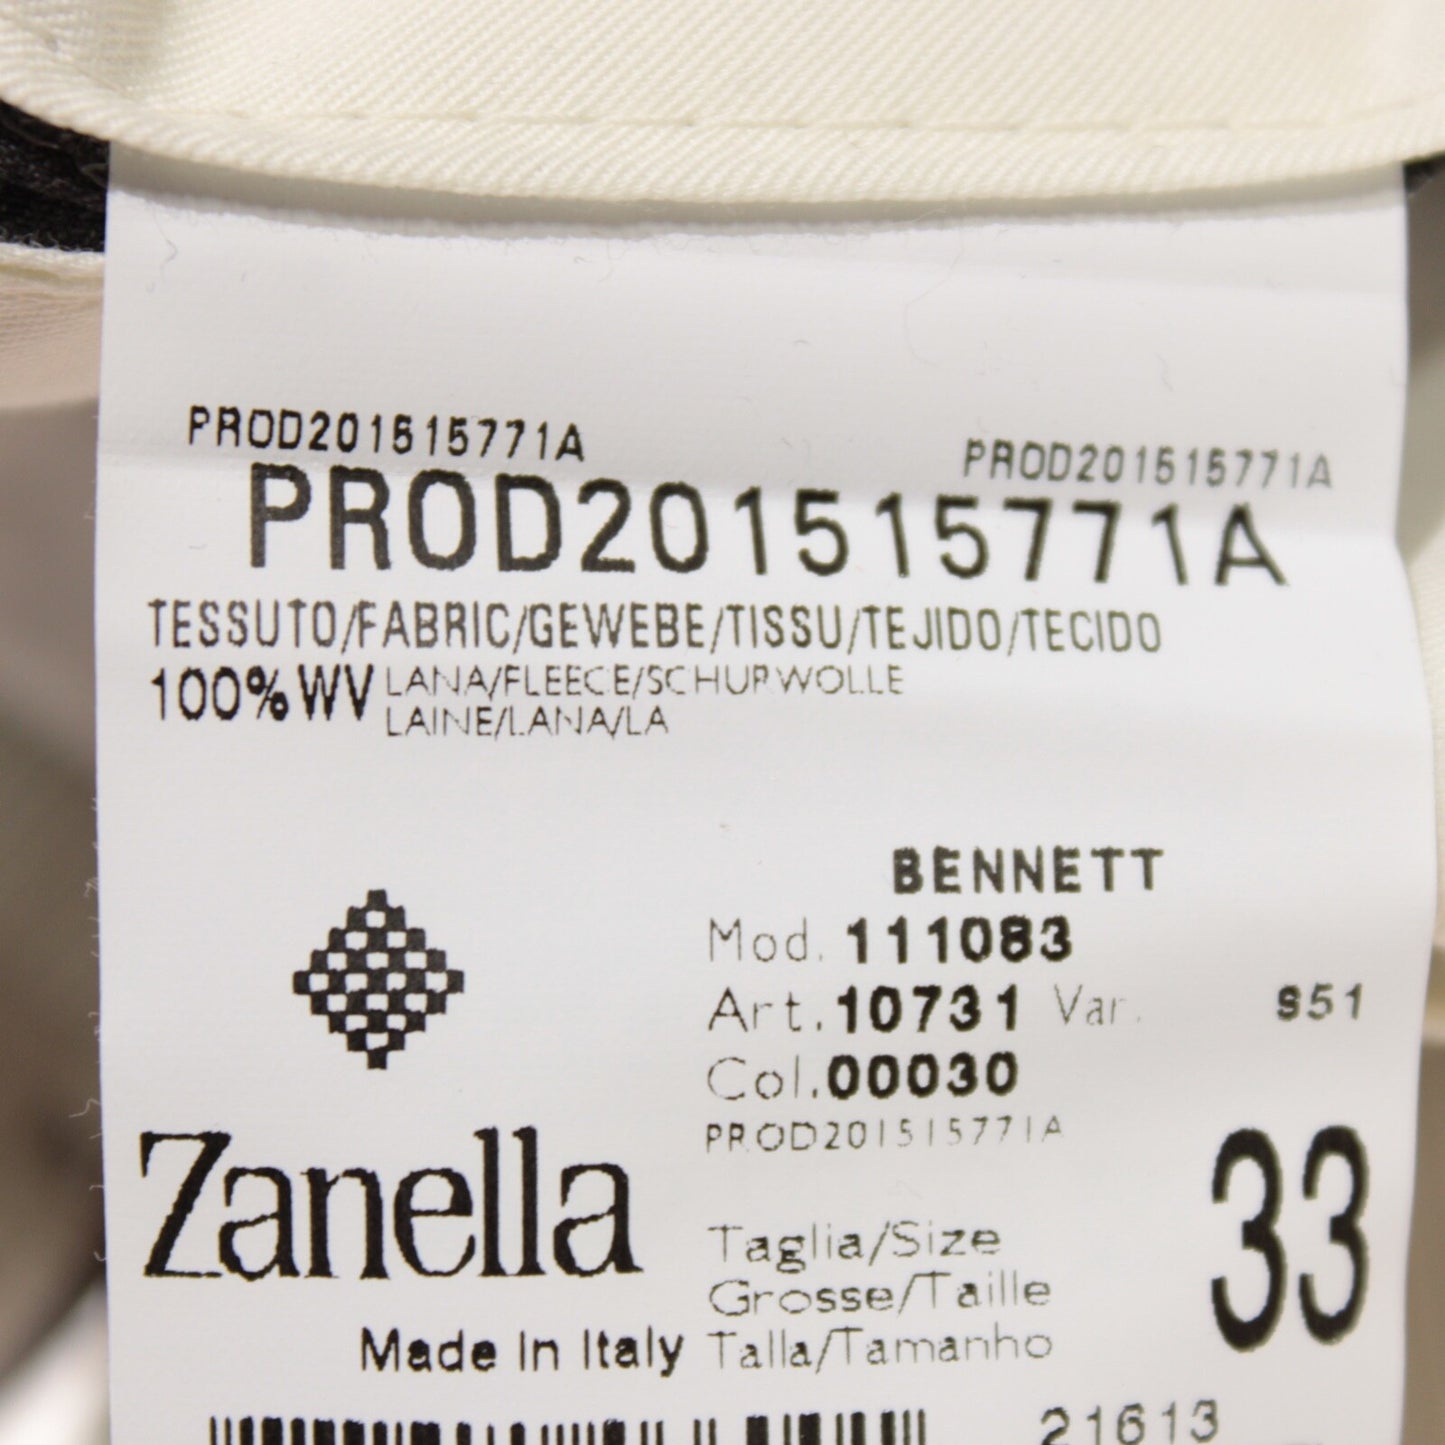 PROD201515771A
PROD201515771A
PROD201515771A
TESSUTO/FABRIC/GEWEBE/TISSU/TEJIDO/TECIDO
100%WV LANA/FLEECE/SCHURWOLLE
LAINE/LANA/LA
BENNETT
Mod. 111083
Art. 10731 Var. S51
Col. 00030
PROD201515771A
Zanella
Made In Italy
Taglia/Size
Grosse/Taille
Talla/Tamanho
33
21613